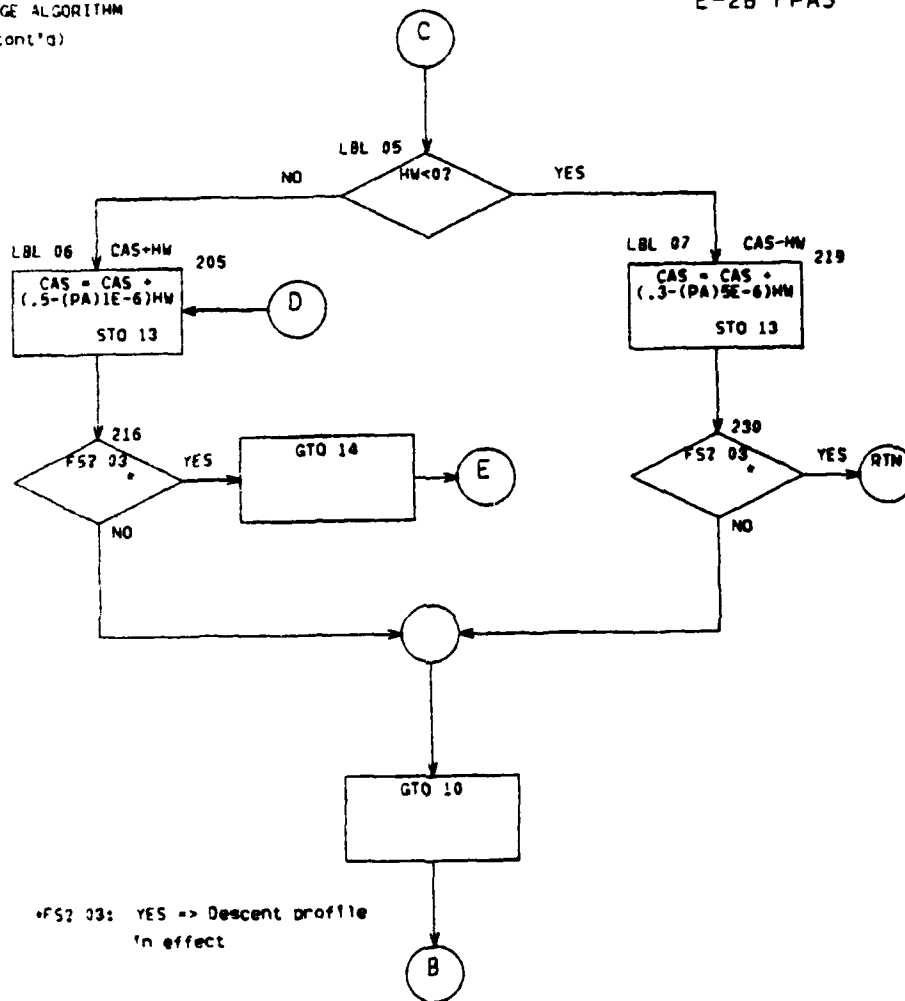 GE ALGORITHM
E-2B FPAS
cont'd)
C
LBL 05
HW<0?
NO
YES
LBL 06 CAS+HW
205
CAS = CAS +
(.5-(PA)1E-6)HW
STO 13
D
LBL 07 CAS-HW
219
CAS = CAS +
(.3-(PA)5E-6)HW
STO 13
216
FS? 03
*
YES
NO
GTO 14
E
230
FS? 03
*
YES
NO
RTN
GTO 10
*FS? 03: YES => Descent profile
in effect
B